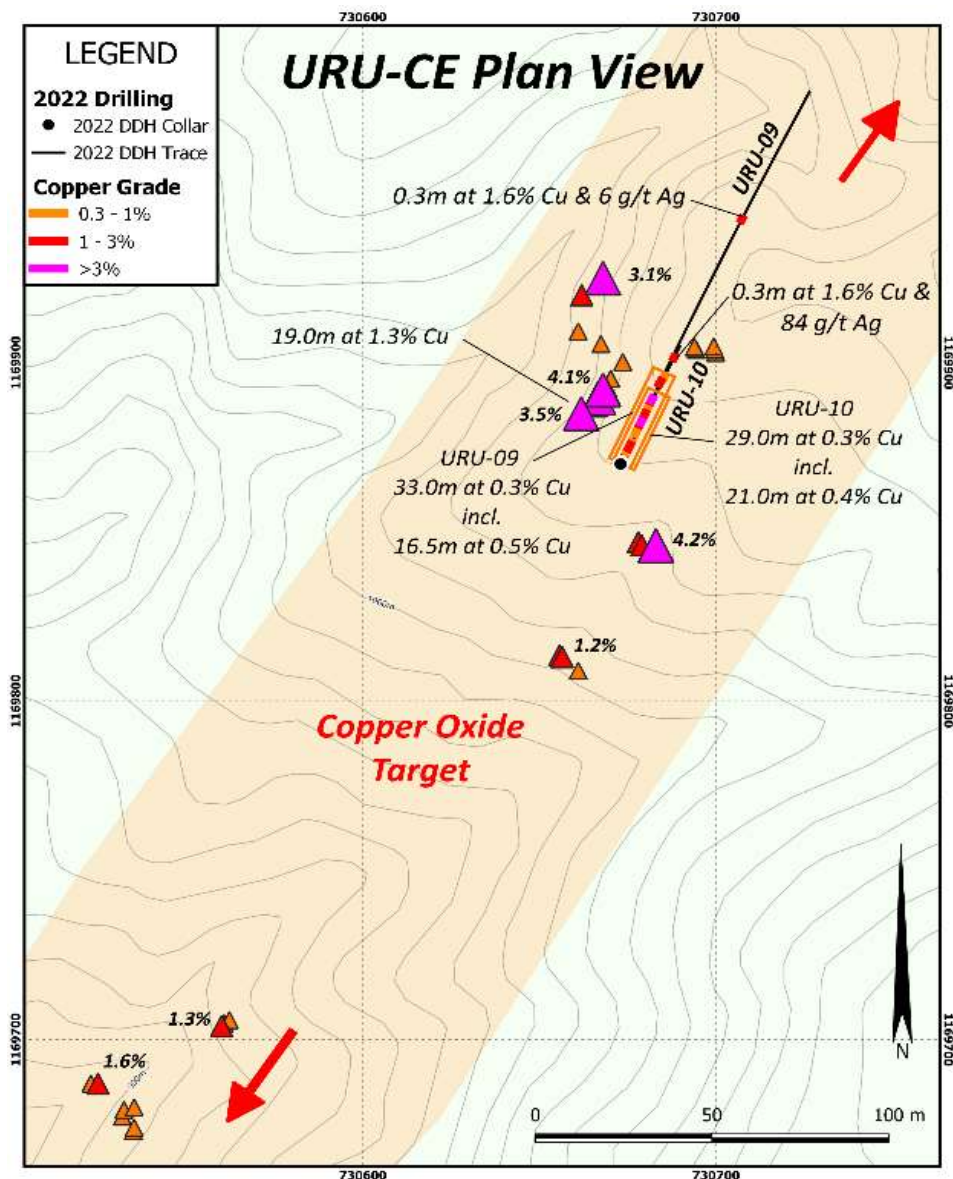 730600
730700
LEGEND
2022 Drilling
2022 DDH Collar
2022 DDH Trace
Copper Grade
0.3 - 1%
1 - 3%
>3%
URU-CE Plan View
URU-09
0.3m at 1.6% Cu & 6 g/t Ag
3.1%
0.3m at 1.6% Cu &
84 g/t Ag
19.0m at 1.3% Cu
1169900
1169900
4.1%
3.5%
URU-10
URU-09
33.0m at 0.3% Cu
incl.
16.5m at 0.5% Cu
URU-10
29.0m at 0.3% Cu
incl.
21.0m at 0.4% Cu
4.2%
1.2%
1169800
1169800
Copper Oxide
Target
1.3%
1169700
1169700
1.6%
N
0
50
100 m
730600
730700